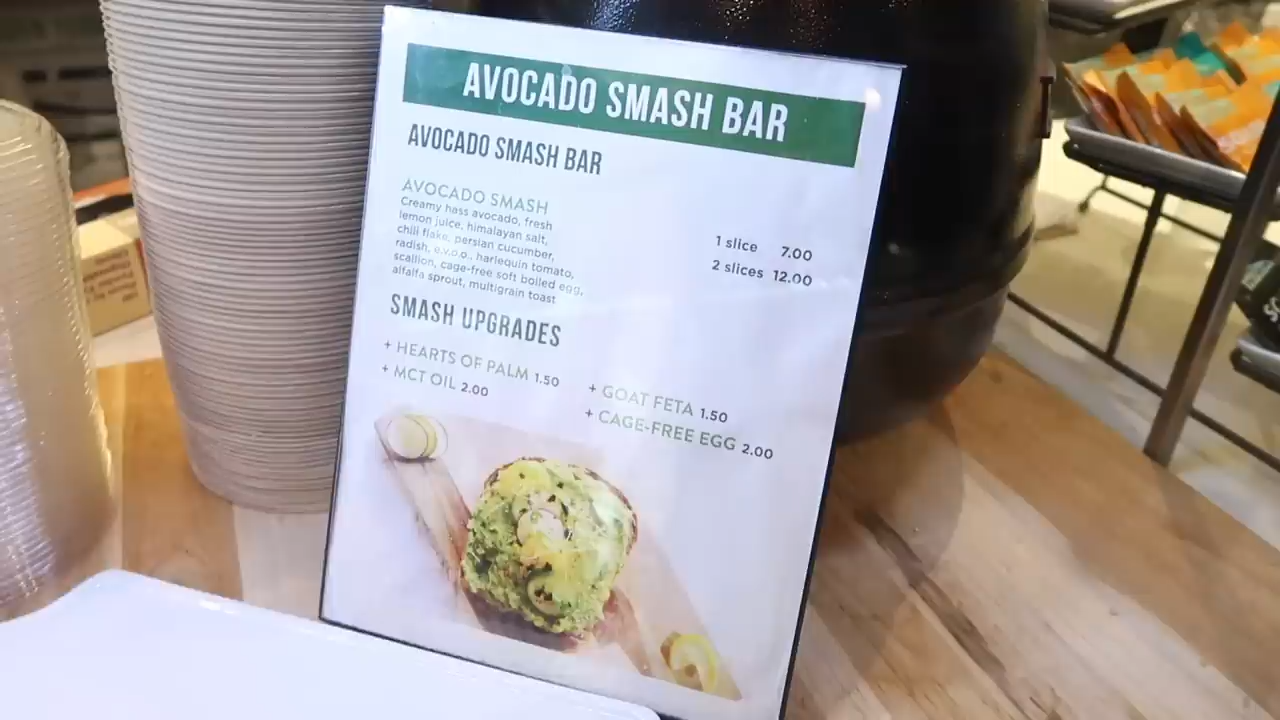 AVOCADO SMASH BAR
AVOCADO SMASH BAR
AVOCADO SMASH
Creamy hass avocado, fresh
lemon juice, himalayan salt,
chili flake, persian cucumber,
radish, e.v.o.o., harlequin tomato,
scallion, cage-free soft boiled egg,
alfalfa sprout, multigrain toast
1 slice 7.00
2 slices 12.00
SMASH UPGRADES
+ HEARTS OF PALM 1.50
+ MCT OIL 2.00
+ GOAT FETA 1.50
+ CAGE-FREE EGG 2.00